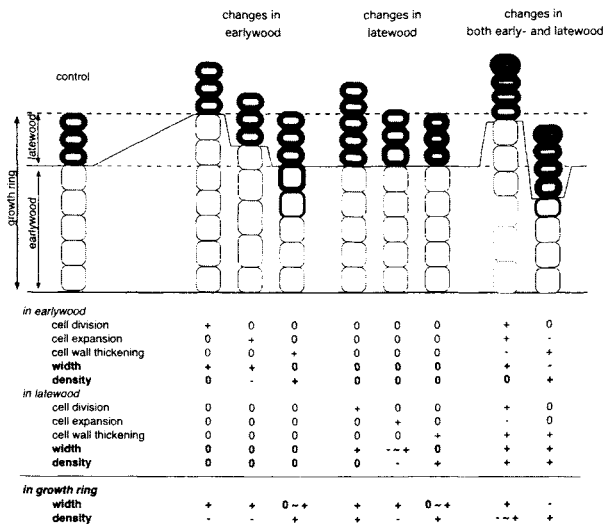 changes in
earlywood
changes in
latewood
changes in
both early- and latewood
control
growth ring
latewood
earlywood
in earlywood
cell division + 0 0 0 0 0 + 0
cell expansion 0 + 0 0 0 0 + -
cell wall thickening 0 0 + 0 0 0 - +
width + + 0 0 0 0 + -
density 0 - + 0 0 0 0 +
in latewood
cell division 0 0 0 + 0 0 + 0
cell expansion 0 0 0 0 + 0 - 0
cell wall thickening 0 0 0 0 0 + + +
width 0 0 0 + - ~ + 0 + +
density 0 0 0 + - + + +
in growth ring
width + + 0 ~ + + + 0 ~ + + -
density - - + + - + - ~ + +